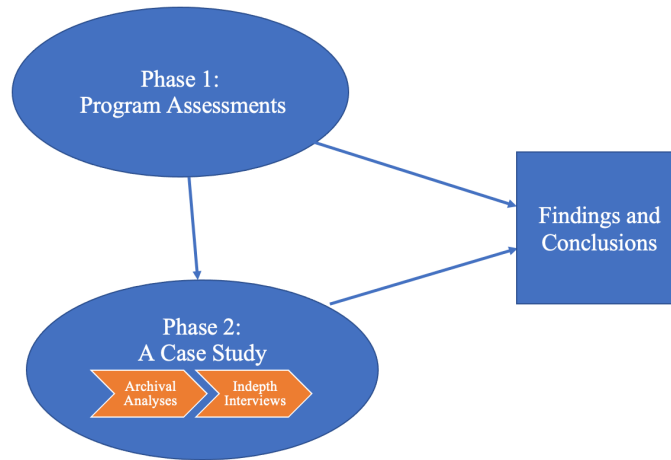 Phase 1:
Program Assessments
Findings and
Conclusions
Phase 2:
A Case Study
Archival
Analyses
Indepth
Interviews